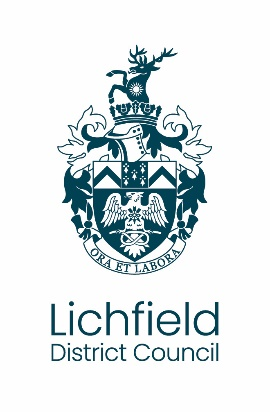 ORA ET LABORA
Lichfield
District Council